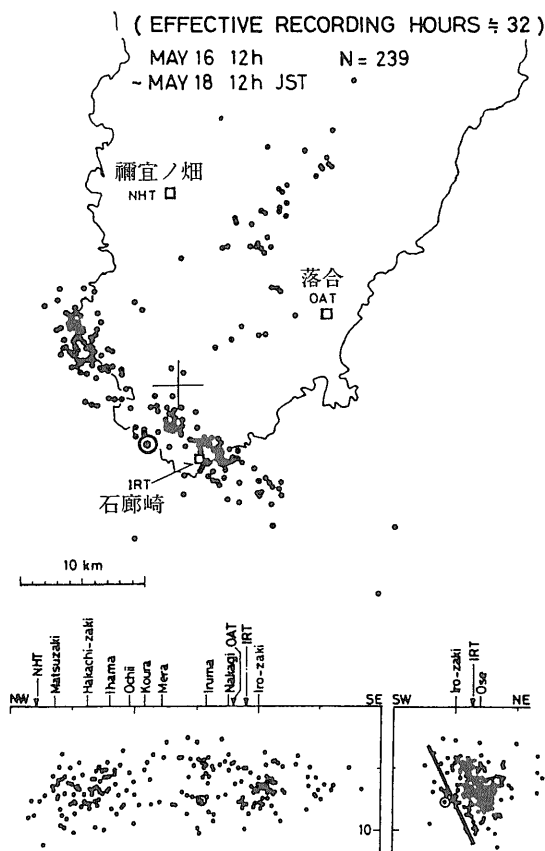 ( EFFECTIVE RECORDING HOURS ≒ 32 )
MAY 16 12h N = 239
~ MAY 18 12h JST
禰宜ノ畑
NHT
落合
OAT
IRT
石廊崎
10 km
NW NHT Matsuzaki Hakachi-zaki Ihama Ochii Koura Mera Iruma Nakagi OAT IRT Iro-zaki SE
SW Iro-zaki IRT Ose NE
10